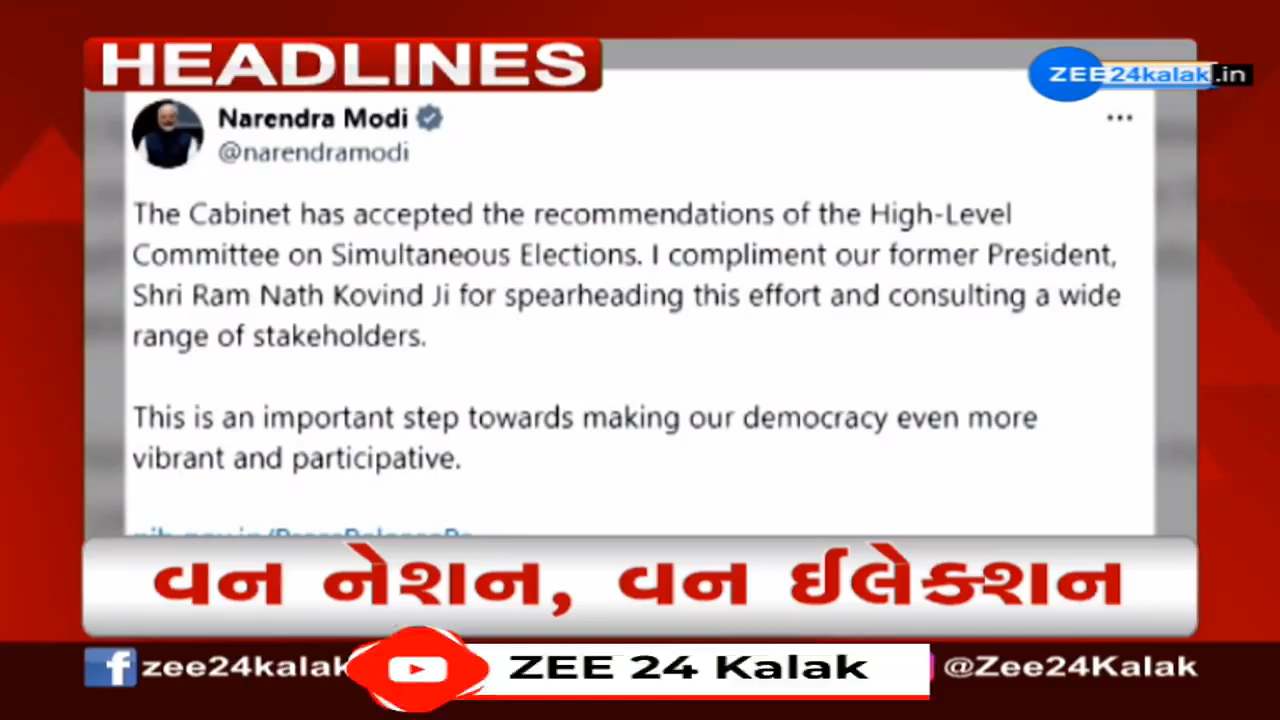 HEADLINES
ZEE24kalak.in
Narendra Modi
@narendramodi
The Cabinet has accepted the recommendations of the High-Level
Committee on Simultaneous Elections. I compliment our former President,
Shri Ram Nath Kovind Ji for spearheading this effort and consulting a wide
range of stakeholders.
This is an important step towards making our democracy even more
vibrant and participative.
વન નેશન, વન ઈલેક્શન
zee24kalak
ZEE 24 Kalak
@Zee24Kalak